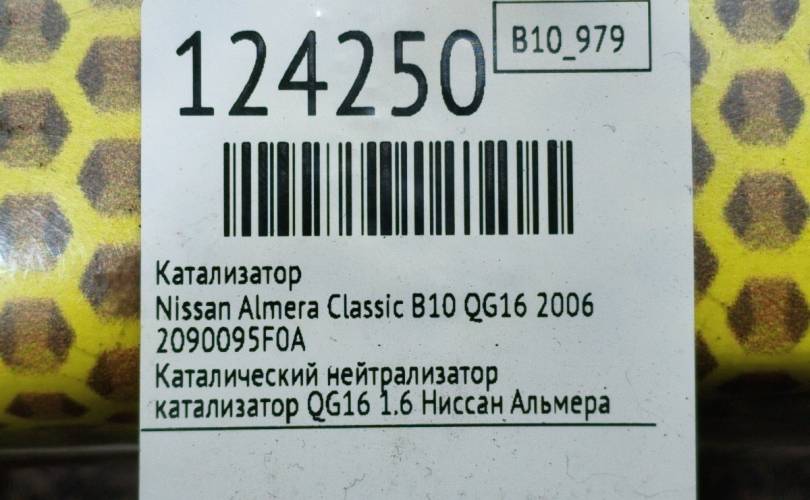 124250
B10_979
Катализатор
Nissan Almera Classic B10 QG16 2006
2090095F0A
Каталический нейтрализатор
катализатор QG16 1.6 Ниссан Альмера